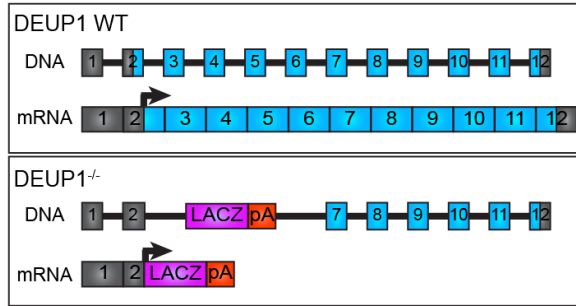 DEUP1 WT
DNA 1 2 3 4 5 6 7 8 9 10 11 12
mRNA 1 2 3 4 5 6 7 8 9 10 11 12
DEUP1-/-
DNA 1 2 LACZ pA 7 8 9 10 11 12
mRNA 1 2 LACZ pA